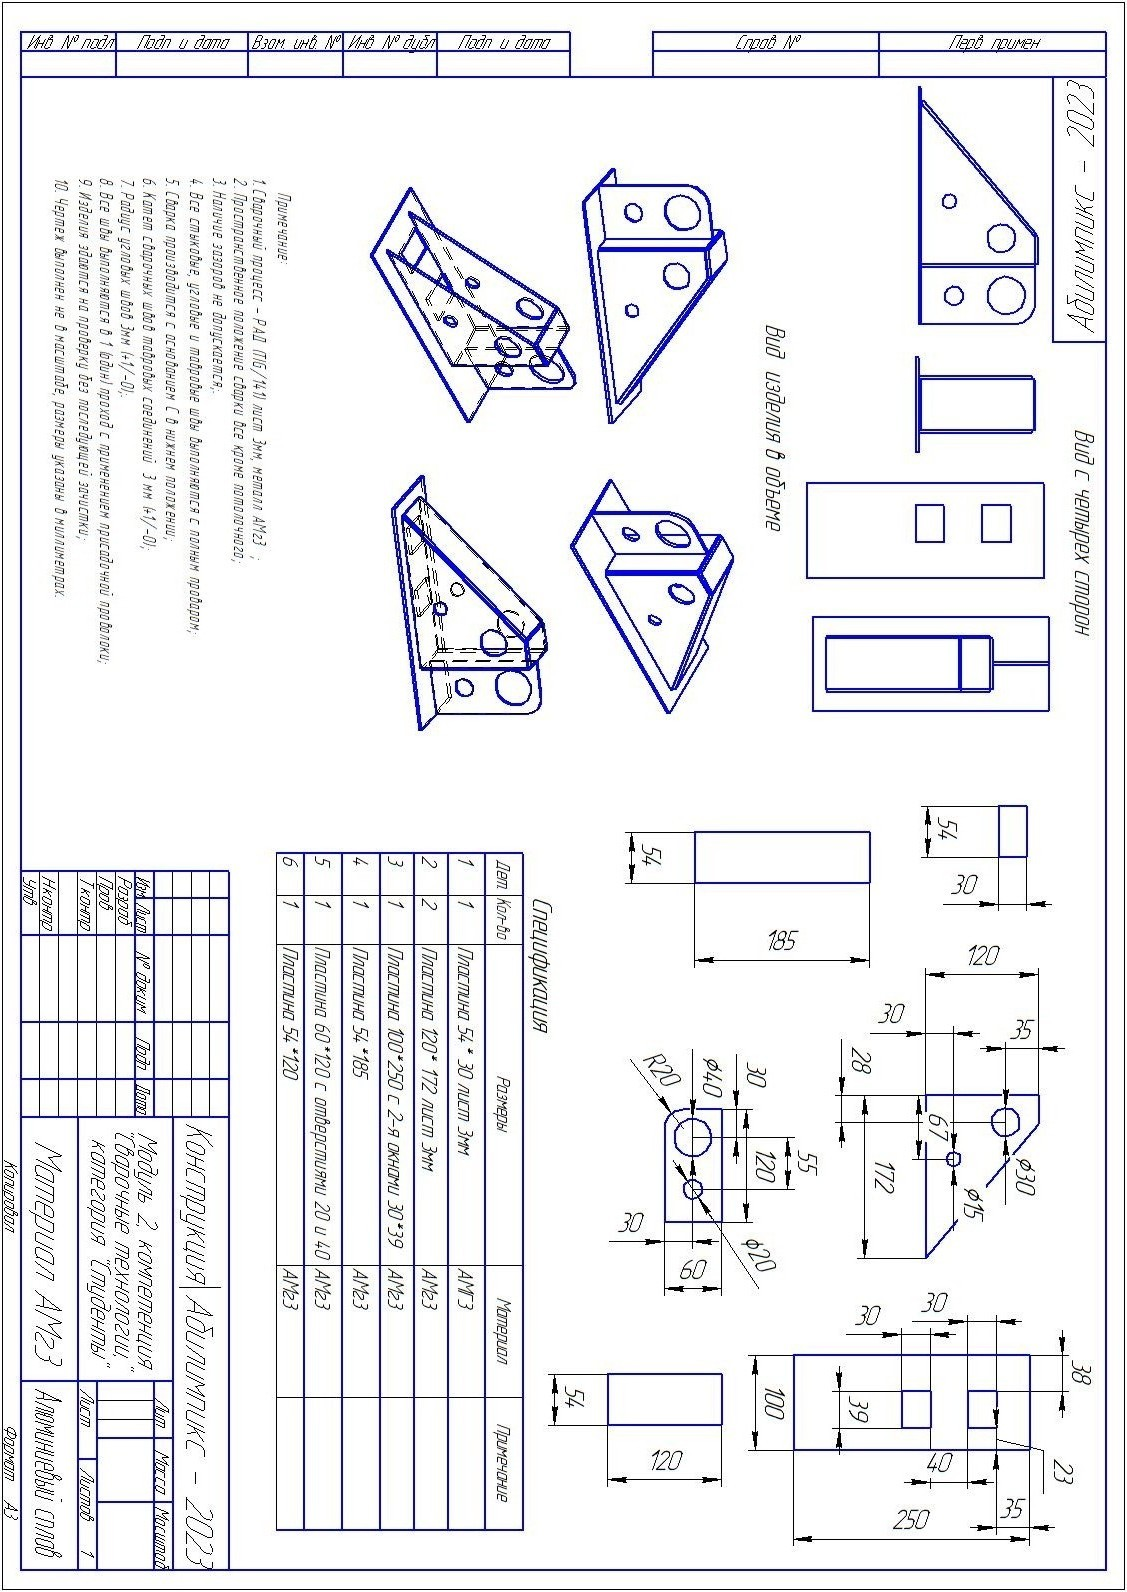 Абилимпикс - 2023
Перв. примен
Справ №
Подп и дата
Инв № дубл
Взам. инв. №
Подп и дата
Инв № подл
Вид с четырех сторон
Вид изделия в объеме
Примечание:
1. Сварочный процесс – РАД (TIG/141) лист 3мм, металл АМг3 ;
2. Пространственное положение сварки все кроме потолочного;
3. Наличие зазоров не допускается;
4. Все стыковые, угловые и тавровые швы выполняются с полным проваром;
5. Сварка производится с основанием С в нижнем положении;
6. Катет сварочных швов тавровых соединений 3 мм (+1/-0);
7. Радиус угловых швов 3мм (+1/-0);
8. Все швы выполняются в 1 (один) проход с применением присадочной проволоки;
9. Изделия здаются на проверку без последующей зачистки;
10. Чертеж выполнен не в масштабе, размеры указаны в миллиметрах.
54
30
54
185
120
30
35
28
67
172
ϕ30
ϕ15
R20
ϕ40
30
120
55
ϕ20
30
60
30
30
38
100
39
40
23
35
250
54
120
Спецификация
Дет Кол-во Размеры Материал Примечание
1 1 Пластина 54 * 30 лист 3мм АМГ3
2 2 Пластина 120* 172 лист 3мм АМг3
3 1 Пластина 100*250 с 2-я окнами 30*39 АМг3
4 1 Пластина 54 *185 АМг3
5 1 Пластина 60*120 с отверстиями 20 и 40 АМг3
6 1 Пластина 54 *120 АМг3
Конструкция Абилимпикс - 2023
Изм. Лист № докум. Подп. Дата
Разраб
Пров
Т.контр
Н.контр
Утв
Модуль 2, компетенция
"Сварочные технологии,"
категория "Студенты"
Лит Масса Масштаб
Лист Листов 1
Материал АМг3
Алюминиевый сплав
Копировал Формат А3